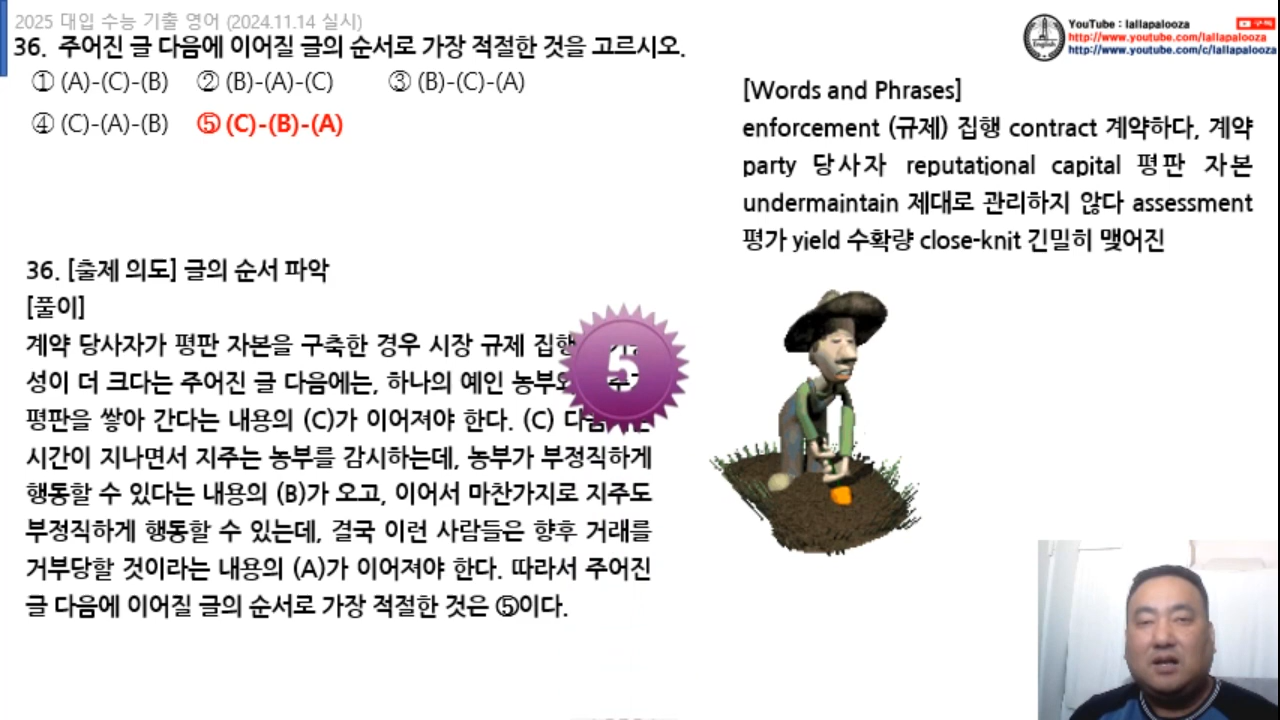 2025 대입 수능 기출 영어 (2024.11.14 실시)
36. 주어진 글 다음에 이어질 글의 순서로 가장 적절한 것을 고르시오.
① (A)-(C)-(B) ② (B)-(A)-(C) ③ (B)-(C)-(A)
④ (C)-(A)-(B) ⑤ (C)-(B)-(A)
36. [출제 의도] 글의 순서 파악
[풀이]
계약 당사자가 평판 자본을 구축한 경우 시장 규제 집행
성이 더 크다는 주어진 글 다음에는, 하나의 예인 농부와
평판을 쌓아 간다는 내용의 (C)가 이어져야 한다. (C)
시간이 지나면서 지주는 농부를 감시하는데, 농부가 부정직하게
행동할 수 있다는 내용의 (B)가 오고, 이어서 마찬가지로 지주도
부정직하게 행동할 수 있는데, 결국 이런 사람들은 향후 거래를
거부당할 것이라는 내용의 (A)가 이어져야 한다. 따라서 주어진
글 다음에 이어질 글의 순서로 가장 적절한 것은 ⑤이다.
5
YouTube : lallapalooza
구독
http://www.youtube.com/lallapalooza
http://www.youtube.com/c/lallapalooza
English
[Words and Phrases]
enforcement (규제) 집행 contract 계약하다, 계약
party 당사자 reputational capital 평판 자본
undermaintain 제대로 관리하지 않다 assessment
평가 yield 수확량 close-knit 긴밀히 맺어진